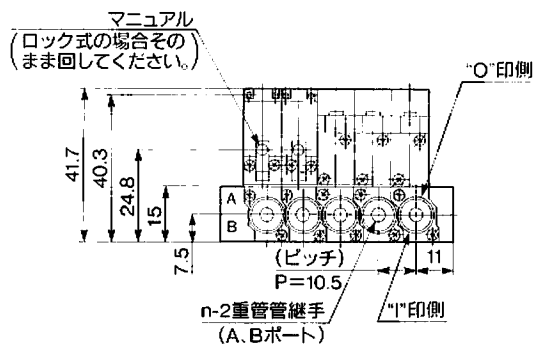 マニュアル
(ロック式の場合その
まま回してください。)
"O"印側
41.7
40.3
24.8
15
7.5
A
B
(ピッチ)
P=10.5
11
n-2重管管継手
(A、Bポート)
"I"印側